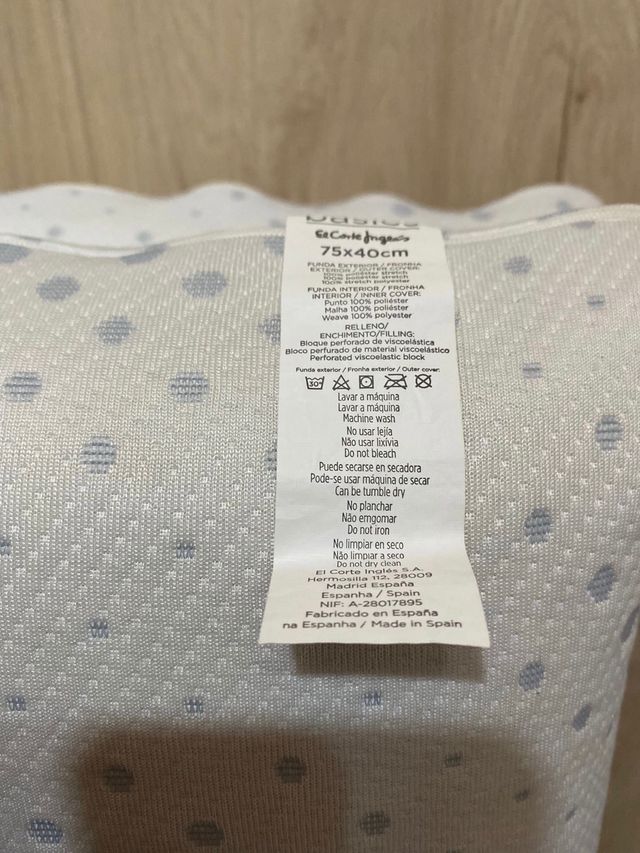 basics
El Corte Inglés
75x40cm
FUNDA EXTERIOR / FRONHA
EXTERIOR / OUTER COVER:
100% poliéster stretch
100% poliéster stretch
100% polyester stretch
FUNDA INTERIOR / FRONHA
INTERIOR / INNER COVER:
Punto 100% poliéster
Malha 100% poliéster
Weave 100% polyester
RELLENO/
ENCHIMENTO/FILLING:
Bloque perforado de viscoelástica
Bloco perforado de material viscoelástico
Perforated viscoelastic block
Funda exterior / Fronha exterior / Outer cover:
30°
Lavar a máquina
Lavar a máquina
Machine wash
No usar lejía
Não usar lixívia
Do not bleach
Puede secarse en secadora
Pode-se usar máquina de secar
Can be tumble dry
No planchar
Não emgomar
Do not iron
No limpiar en seco
Não limpar a seco
Do not dry clean
El Corte Inglés S.A.
Hermosilla 112, 28009
Madrid España
Espanha / Spain
NIF: A-28017895
Fabricado en España
na Espanha / Made in Spain